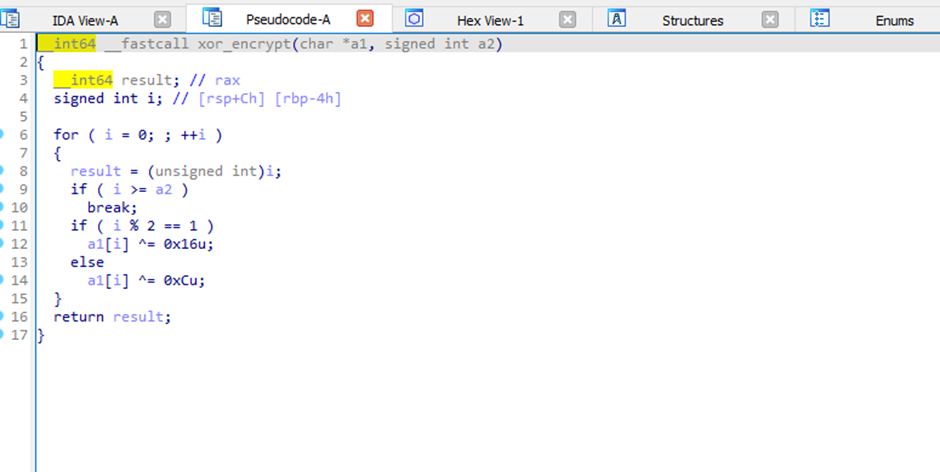 IDA View-A Pseudocode-A Hex View-1 Structures Enums
1 __int64 __fastcall xor_encrypt(char *a1, signed int a2)
2 {
3 __int64 result; // rax
4 signed int i; // [rsp+Ch] [rbp-4h]
5
6 for ( i = 0; ; ++i )
7 {
8 result = (unsigned int)i;
9 if ( i >= a2 )
10 break;
11 if ( i % 2 == 1 )
12 a1[i] ^= 0x16u;
13 else
14 a1[i] ^= 0xCu;
15 }
16 return result;
17 }